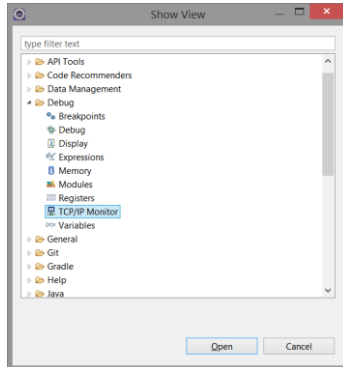 Show View
type filter text
API Tools
Code Recommenders
Data Management
Debug
Breakpoints
Debug
Display
Expressions
Memory
Modules
Registers
TCP/IP Monitor
Variables
General
Git
Gradle
Help
Java
Open Cancel